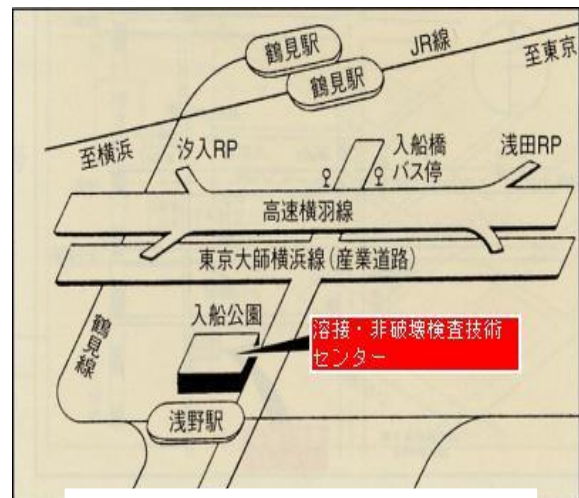 鶴見駅
JR線
至東京
鶴見駅
至横浜
汐入RP
入船橋
バス停
浅田RP
高速横羽線
東京大師横浜線(産業道路)
入船公園
鶴見線
溶接・非破壊検査技術
センター
浅野駅